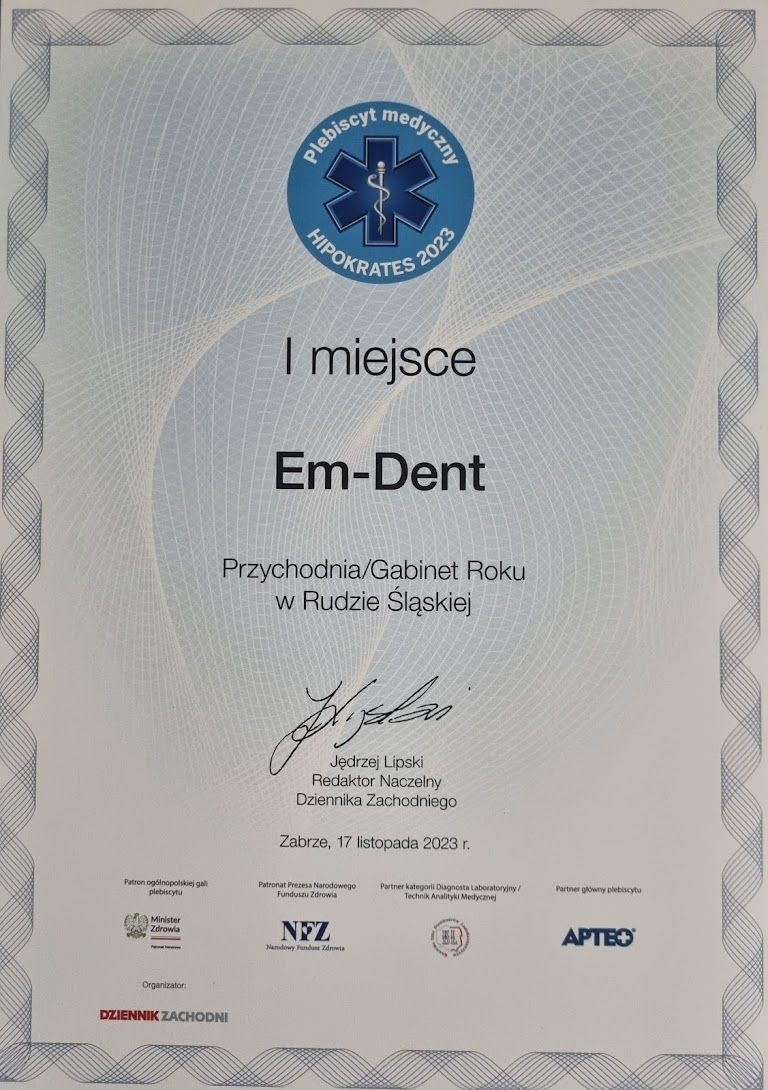 Plebiscyt medyczny
HIPOKRATES 2023
I miejsce
Em-Dent
Przychodnia/Gabinet Roku
w Rudzie Śląskiej
Jędrzej Lipski
Redaktor Naczelny
Dziennika Zachodniego
Zabrze, 17 listopada 2023 r.
Patron ogólnopolskiej gali
plebiscytu
Minister
Zdrowia
Patronat Prezesa Narodowego
Funduszu Zdrowia
NFZ
Narodowy Fundusz Zdrowia
Partner kategorii Diagnosta Laboratoryjny /
Technik Analityki Medycznej
Partner główny plebiscytu
APTEO
Organizator:
DZIENNIK ZACHODNI